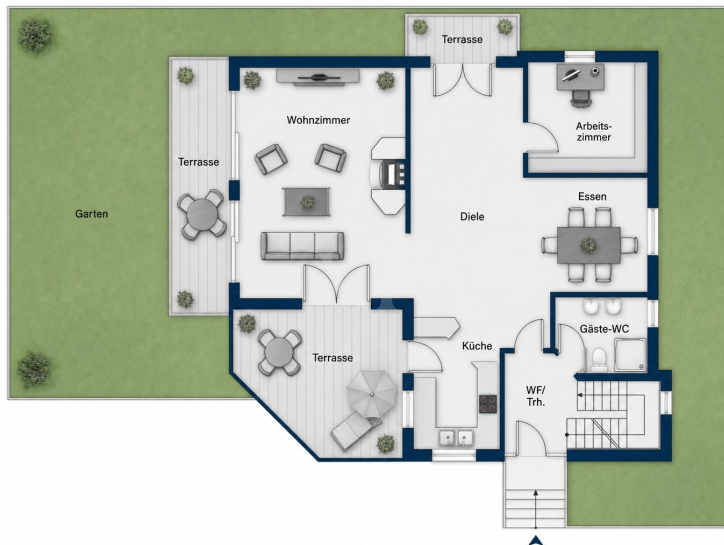 Terrasse
Wohnzimmer
Arbeits-
zimmer
Terrasse
Essen
Garten
Diele
Gäste-WC
Küche
Terrasse
WF/
Trh.